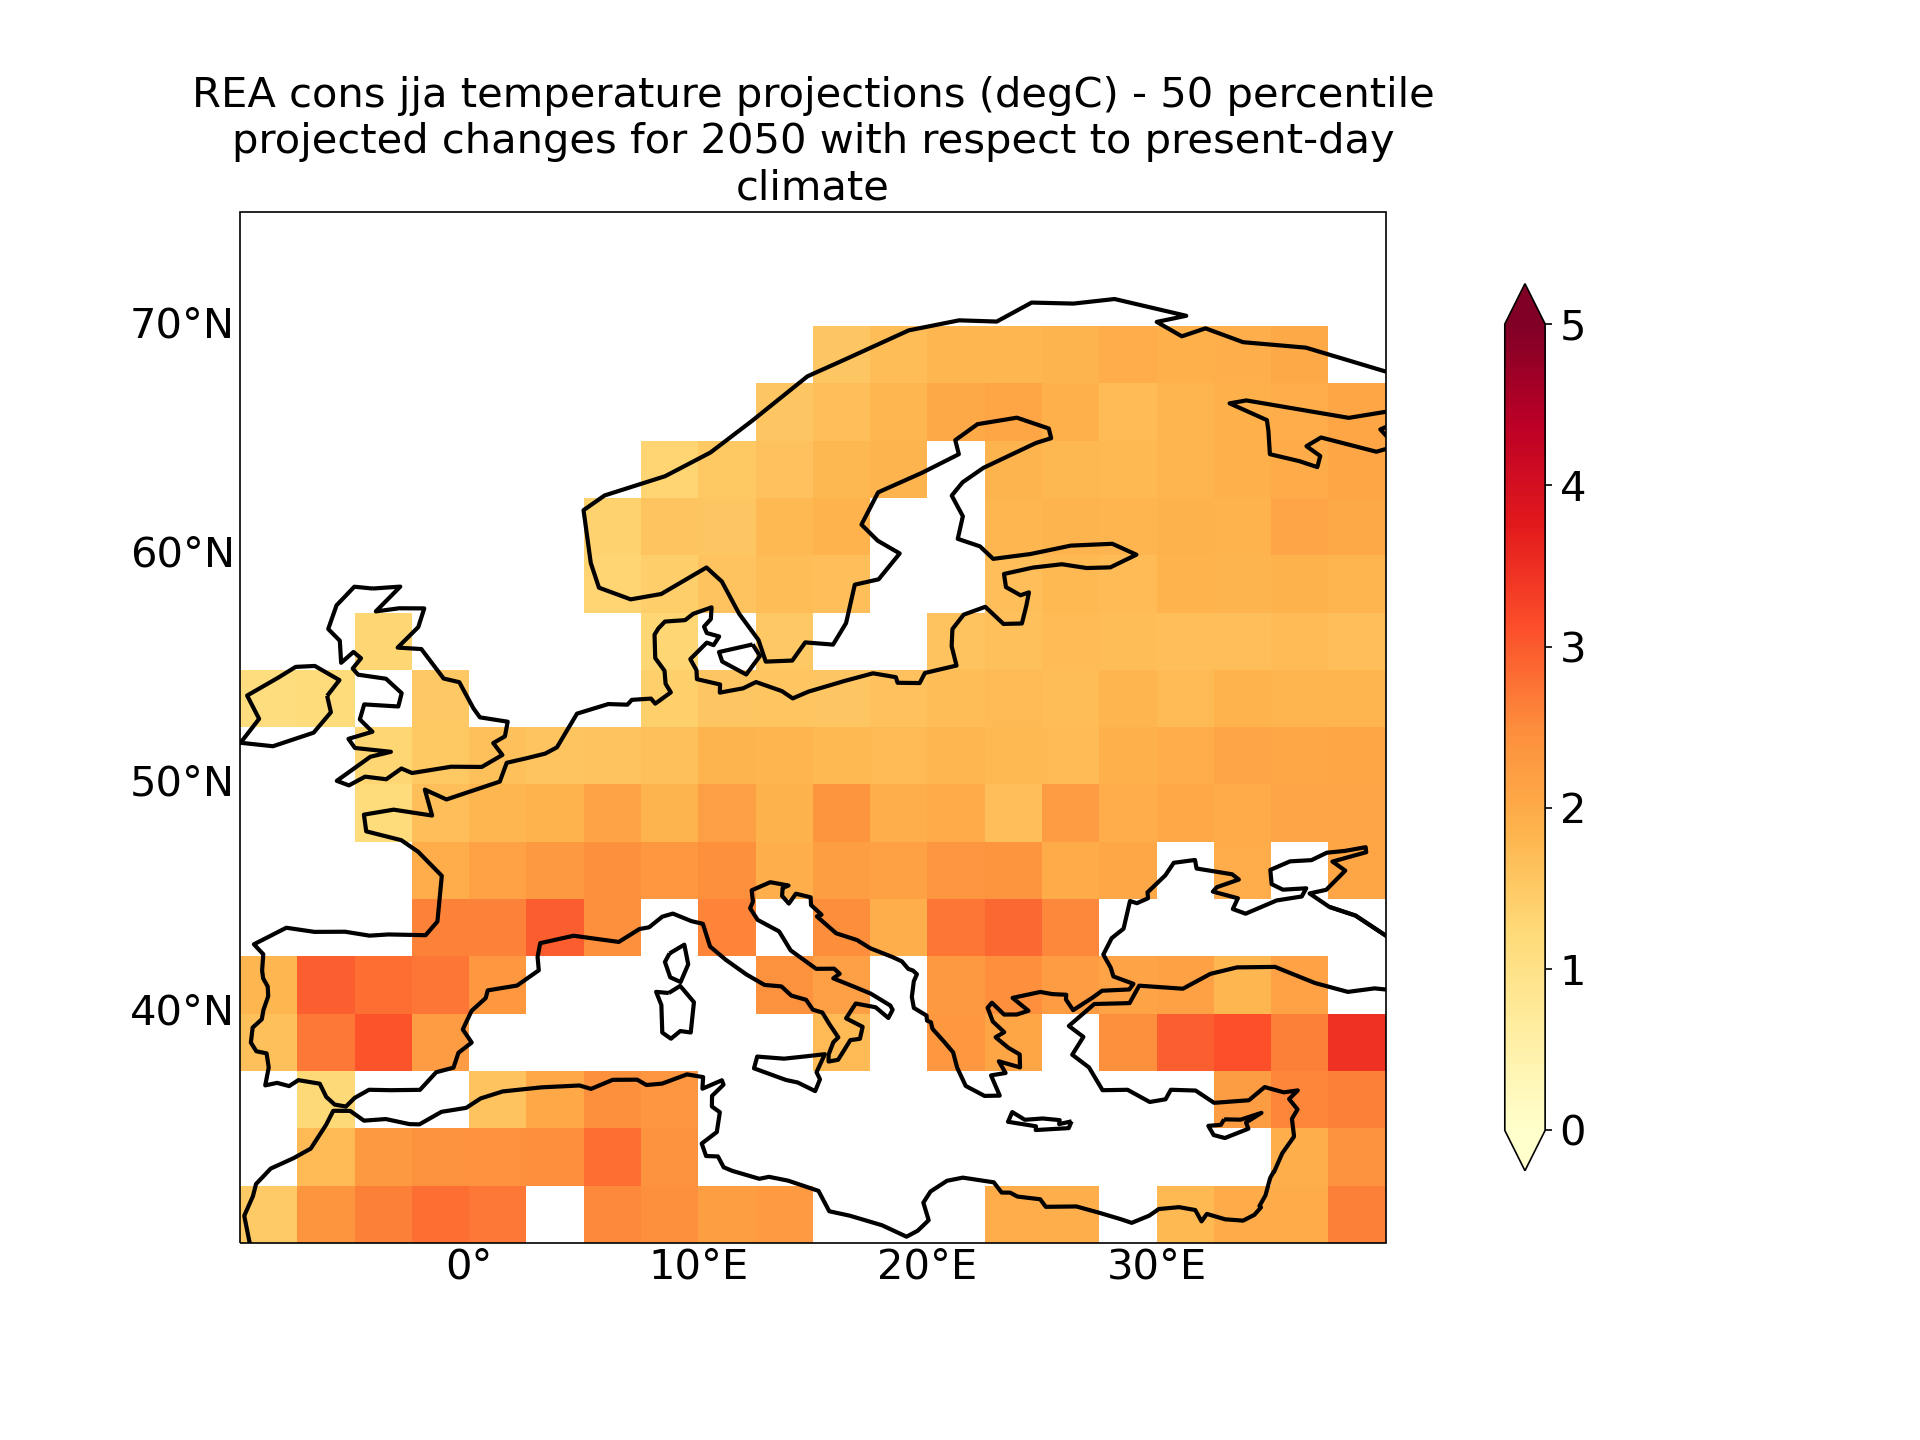 REA cons jja temperature projections (degC) - 50 percentile
projected changes for 2050 with respect to present-day
climate
70°N
60°N
50°N
40°N
0°
10°E
20°E
30°E
5
4
3
2
1
0